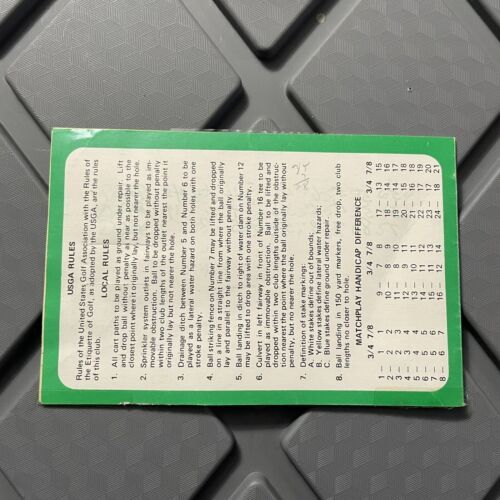 USGA RULES
Rules of the United States Golf Association with the Rules of
the Etiquette of Golf, as adopted by the USGA, are the rules
of this club.
LOCAL RULES
1. All cart paths to be played as ground under repair. Lift
and drop ball without penalty as near as possible to the
closest point where it originally lay, but not nearer the hole.
2. Sprinkler system outlets in fairways to be played as im-
movable obstruction. Ball may be dropped without penalty
within two club lengths of the outlet nearest the point it
originally lay but not nearer the hole.
3. Drainage ditch between Number 5 and Number 6 to be
played as a lateral water hazard on both holes with one
stroke penalty.
4. Ball striking fence on Number 7 may be lifted and dropped
on a line in a straight line from where the ball originally
lay and parallel to the fairway without penalty.
5. Ball landing in ditch in front of water dam on Number 12
may be lifted to drop area with one stroke penalty.
6. Culvert in left fairway in front of Number 16 tee to be
played as immovable obstruction. Ball to be lifted and
dropped within two club lengths outside of the obstruc-
tion nearest the point where the ball originally lay without
penalty, but no nearer the hole.
7. Definition of stake markings:
A. White stakes define out of bounds;
B. Yellow stakes define lateral water hazards;
C. Blue stakes define ground under repair.
8. Ball landing in 150 yard markers, free drop, two club
lengths no closer to hole.
MATCHPLAY HANDICAP DIFFERENCE
3/4 7/8 3/4 7/8 3/4 7/8
1 — 1 1 9 — 7 8 17 — 13 15
2 — 2 2 10 — 8 9 18 — 14 16
3 — 2 3 11 — 8 10 19 — 14 17
4 — 3 4 12 — 9 11 20 — 15 18
5 — 4 4 13 — 10 11 21 — 16 18
6 — 5 5 14 — 11 12 22 — 17 19
7 — 5 6 15 — 11 13 23 — 17 20
8 — 6 7 16 — 12 14 24 — 18 21